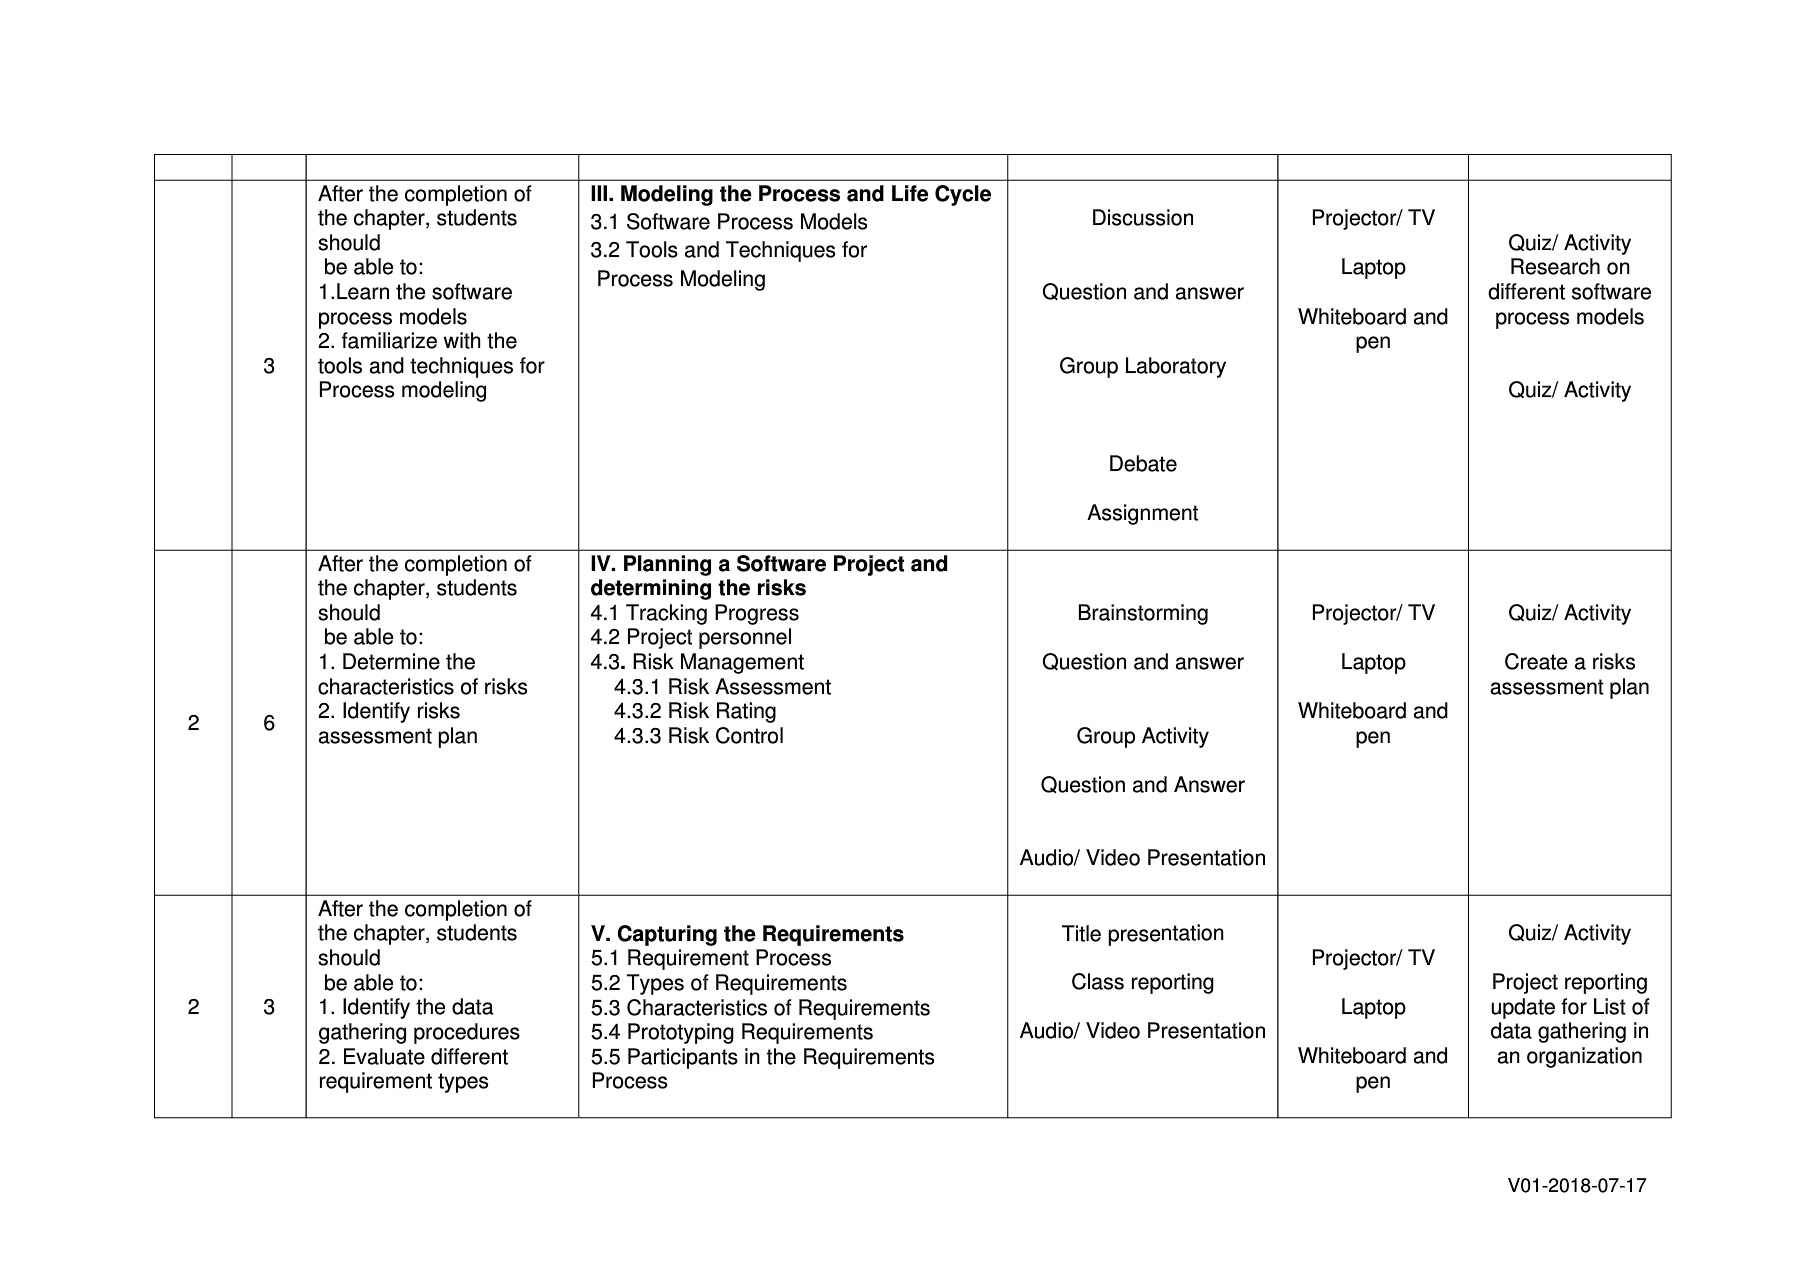 3
After the completion of
the chapter, students
should
be able to:
1.Learn the software
process models
2. familiarize with the
tools and techniques for
Process modeling
III. Modeling the Process and Life Cycle
3.1 Software Process Models
3.2 Tools and Techniques for
Process Modeling
Discussion
Question and answer
Group Laboratory
Debate
Assignment
Projector/ TV
Laptop
Whiteboard and
pen
Quiz/ Activity
Research on
different software
process models
Quiz/ Activity
2
6
After the completion of
the chapter, students
should
be able to:
1. Determine the
characteristics of risks
2. Identify risks
assessment plan
IV. Planning a Software Project and
determining the risks
4.1 Tracking Progress
4.2 Project personnel
4.3. Risk Management
4.3.1 Risk Assessment
4.3.2 Risk Rating
4.3.3 Risk Control
Brainstorming
Question and answer
Group Activity
Question and Answer
Audio/ Video Presentation
Projector/ TV
Laptop
Whiteboard and
pen
Quiz/ Activity
Create a risks
assessment plan
2
3
After the completion of
the chapter, students
should
be able to:
1. Identify the data
gathering procedures
2. Evaluate different
requirement types
V. Capturing the Requirements
5.1 Requirement Process
5.2 Types of Requirements
5.3 Characteristics of Requirements
5.4 Prototyping Requirements
5.5 Participants in the Requirements
Process
Title presentation
Class reporting
Audio/ Video Presentation
Projector/ TV
Laptop
Whiteboard and
pen
Quiz/ Activity
Project reporting
update for List of
data gathering in
an organization
V01-2018-07-17